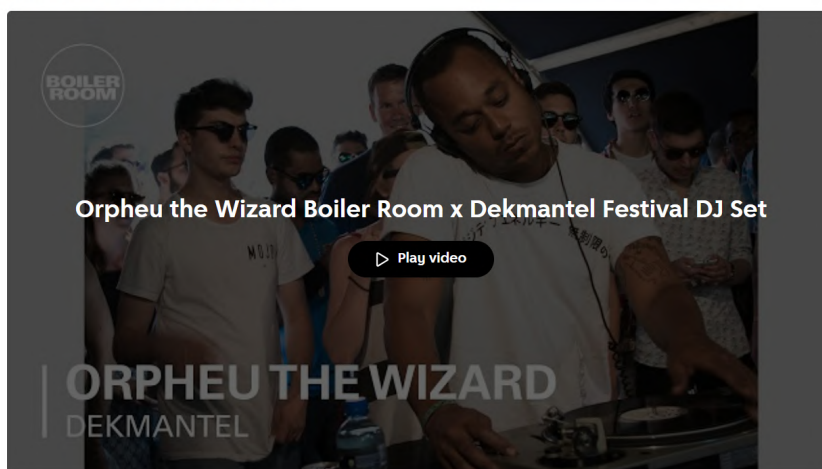 BOILER
ROOM
Orpheu the Wizard Boiler Room x Dekmantel Festival DJ Set
Play video
ORPHEU THE WIZARD
DEKMANTEL